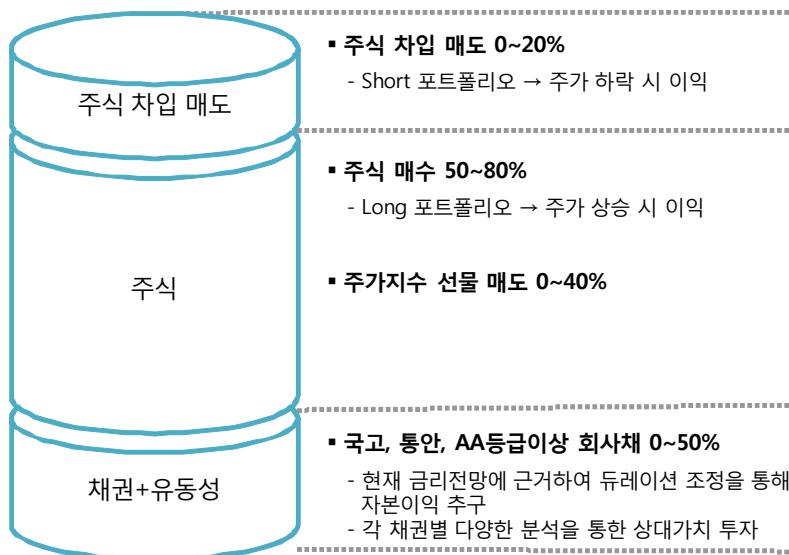 ▪ 주식 차입 매도 0~20%
- Short 포트폴리오 → 주가 하락 시 이익
주식 차입 매도
▪ 주식 매수 50~80%
- Long 포트폴리오 → 주가 상승 시 이익
주식
▪ 주가지수 선물 매도 0~40%
▪ 국고, 통안, AA등급이상 회사채 0~50%
채권+유동성
- 현재 금리전망에 근거하여 듀레이션 조정을 통해
자본이익 추구
- 각 채권별 다양한 분석을 통한 상대가치 투자